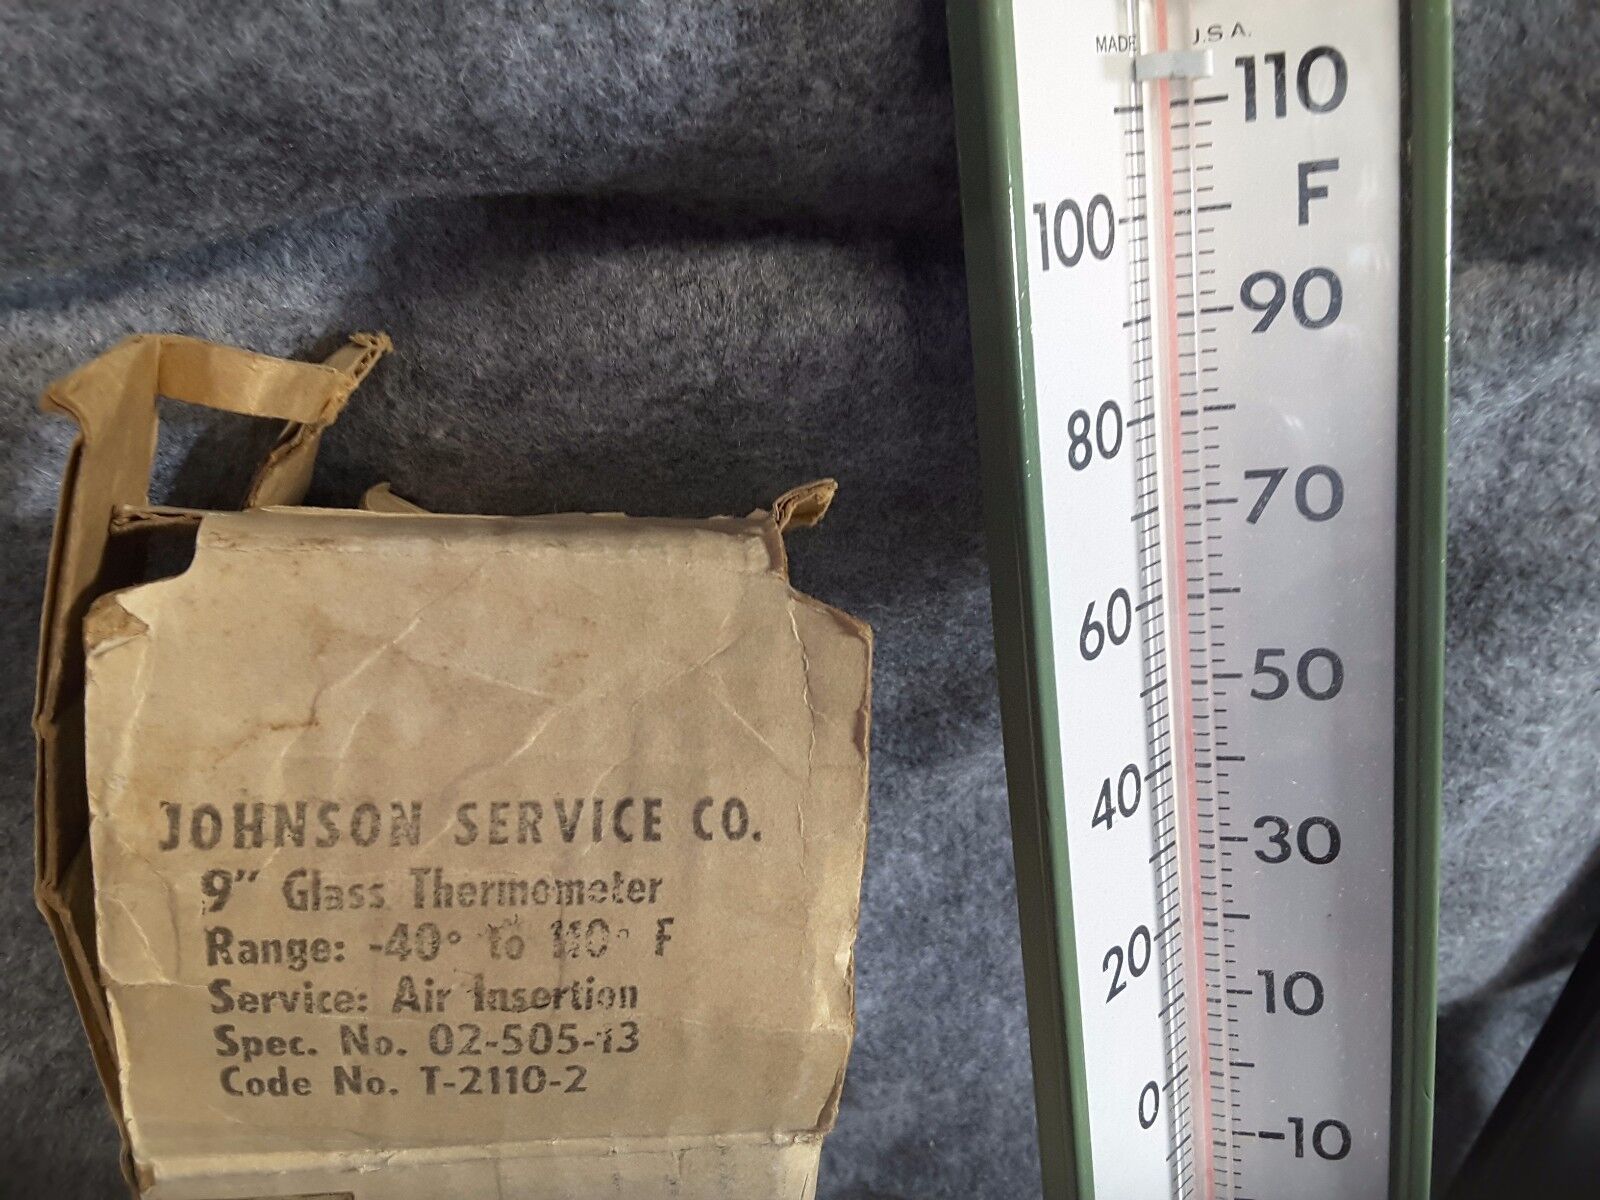 JOHNSON SERVICE CO.
9" Glass Thermometer
Range: -40° to 110° F
Service: Air Insertion
Spec. No. 02-505-13
Code No. T-2110-2
MADE U.S.A.
110
F
100
90
80
70
60
50
40
30
20
10
0
-10